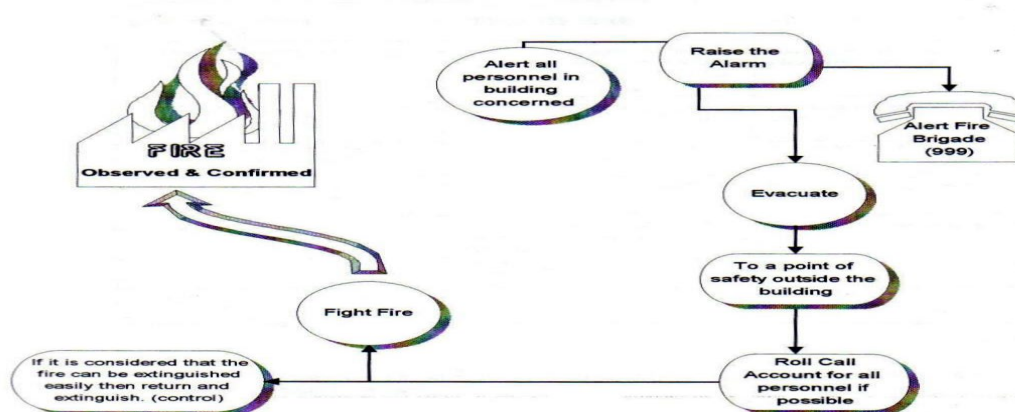 FIRE
Observed & Confirmed
Alert all
personnel in
building
concerned
Raise the
Alarm
Alert Fire
Brigade
(999)
Evacuate
To a point of
safety outside the
building
Roll Call
Account for all
personnel if
possible
Fight Fire
If it is considered that the
fire can be extinguished
easily then return and
extinguish. (control)